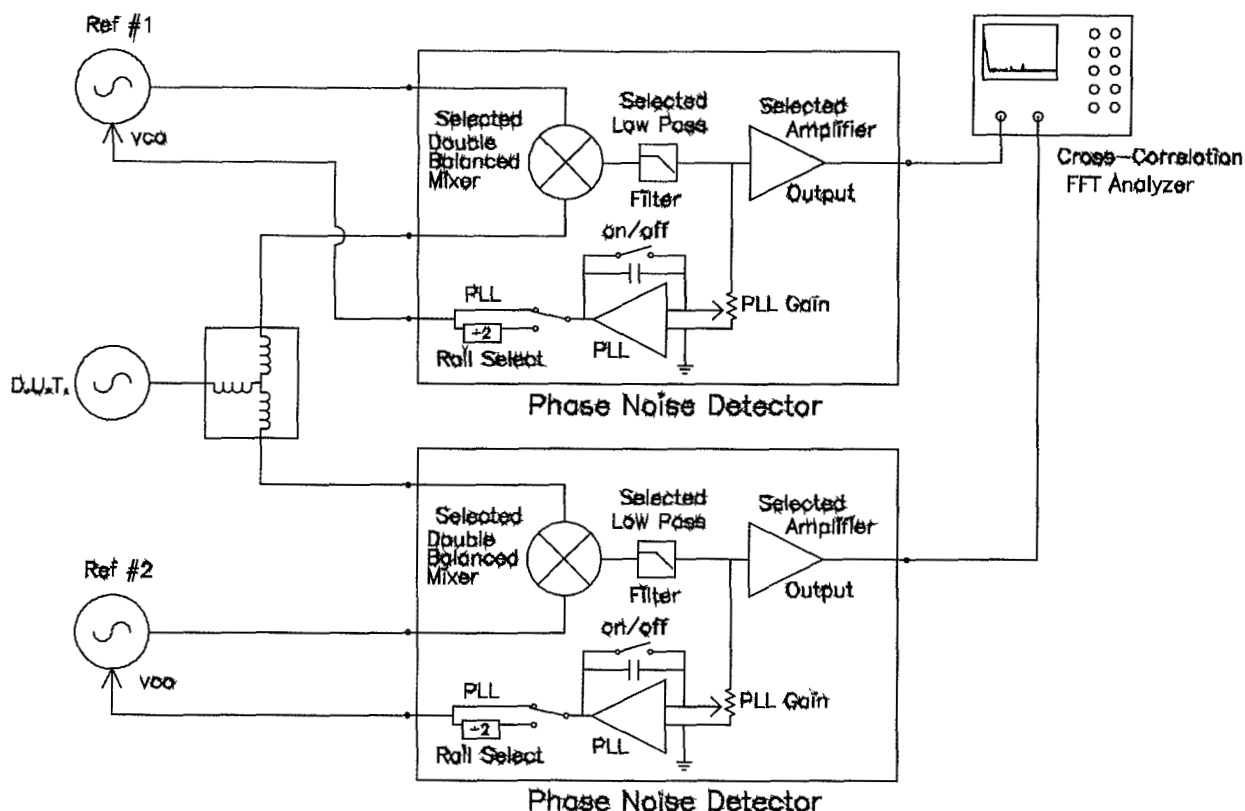 Ref #1
vco
Selected
Double
Balanced
Mixer
Selected
Low Pass
Filter
Selected
Amplifier
Output
on/off
PLL
÷2
Rail Select
PLL
PLL Gain
Phase Noise Detector
Cross-Correlation
FFT Analyzer
D.U.T.
Ref #2
vco
Selected
Double
Balanced
Mixer
Selected
Low Pass
Filter
Selected
Amplifier
Output
on/off
PLL
÷2
Rail Select
PLL
PLL Gain
Phase Noise Detector